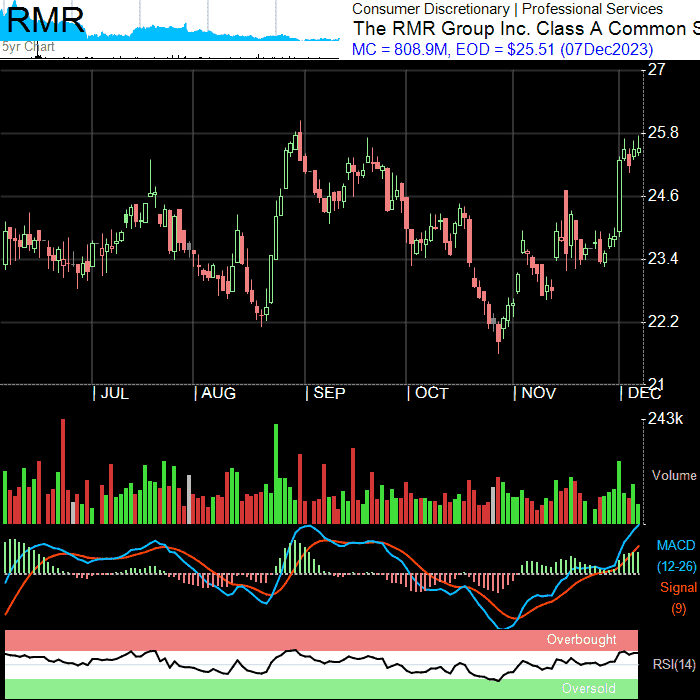 RMR
5yr Chart
Consumer Discretionary | Professional Services
The RMR Group Inc. Class A Common S
MC = 808.9M, EOD = $25.51 (07Dec2023)
27
25.8
24.6
23.4
22.2
21
JUL
AUG
SEP
OCT
NOV
DEC
243k
Volume
MACD
(12-26)
Signal
(9)
Overbought
RSI(14)
Oversold